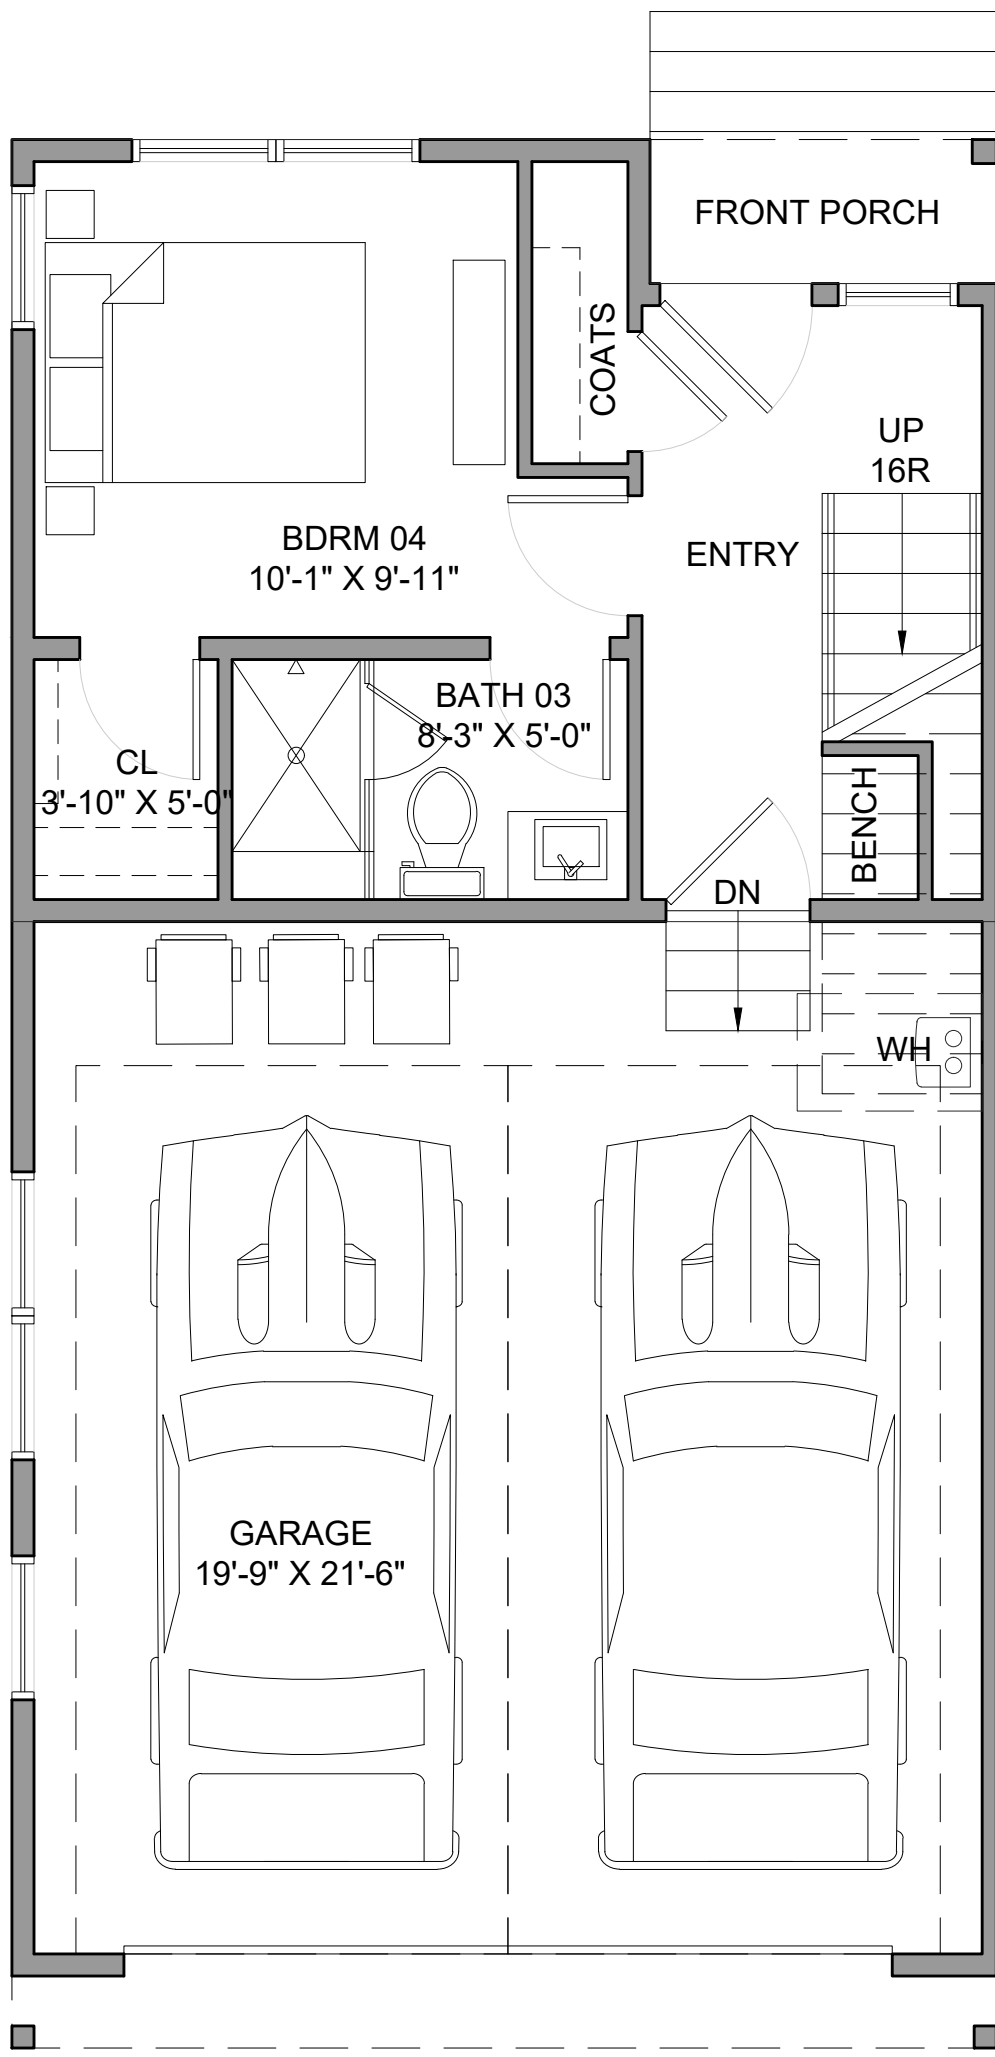 FRONT PORCH
COATS
UP
16R
BDRM 04
10'-1" X 9'-11"
ENTRY
BATH 03
8'-3" X 5'-0"
CL
3'-10" X 5'-0"
BENCH
DN
WH
GARAGE
19'-9" X 21'-6"